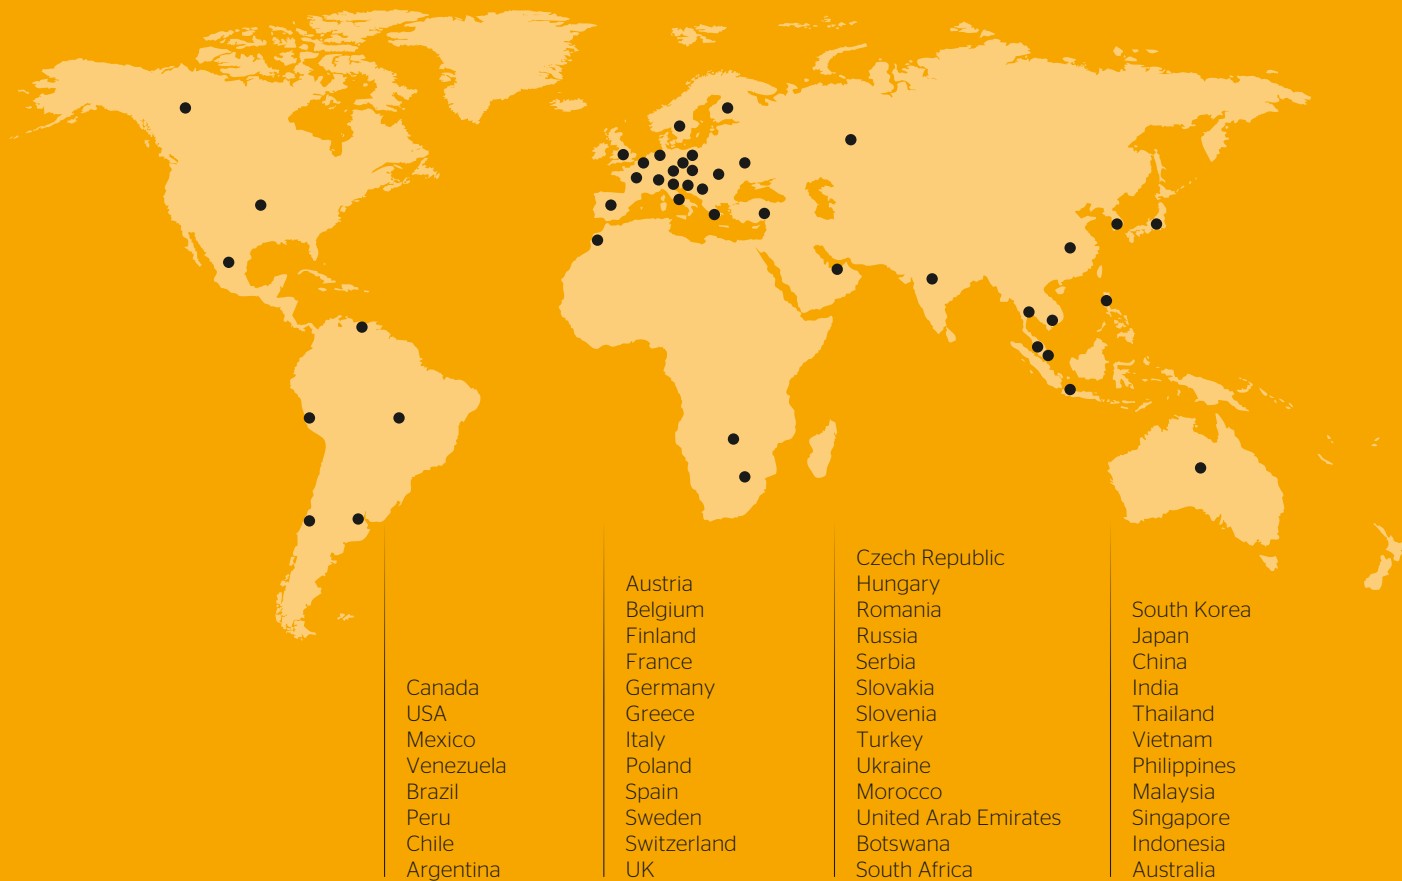 Canada
USA
Mexico
Venezuela
Brazil
Peru
Chile
Argentina
Austria
Belgium
Finland
France
Germany
Greece
Italy
Poland
Spain
Sweden
Switzerland
UK
Czech Republic
Hungary
Romania
Russia
Serbia
Slovakia
Slovenia
Turkey
Ukraine
Morocco
United Arab Emirates
Botswana
South Africa
South Korea
Japan
China
India
Thailand
Vietnam
Philippines
Malaysia
Singapore
Indonesia
Australia